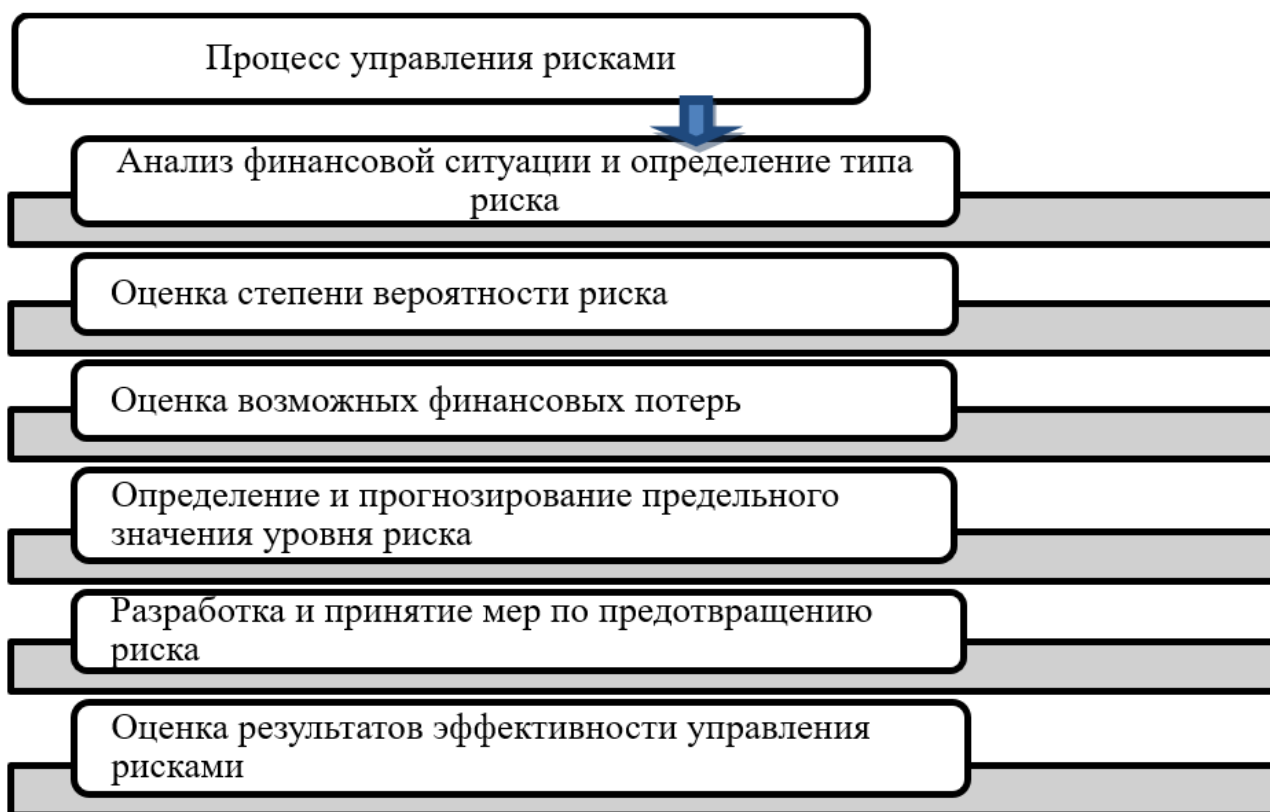 Процесс управления рисками
Анализ финансовой ситуации и определение типа
риска
Оценка степени вероятности риска
Оценка возможных финансовых потерь
Определение и прогнозирование предельного
значения уровня риска
Разработка и принятие мер по предотвращению
риска
Оценка результатов эффективности управления
рисками